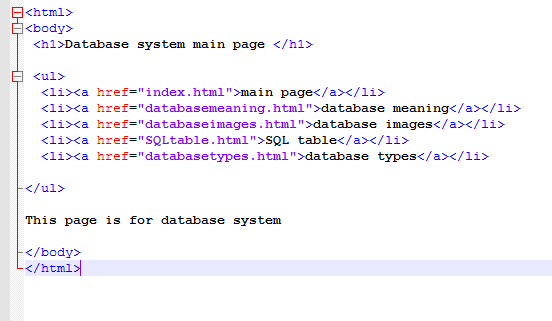 <html>
<body>
<h1>Database system main page </h1>
<ul>
<li><a href="index.html">main page</a></li>
<li><a href="databasemeaning.html">database meaning</a></li>
<li><a href="databaseimages.html">database images</a></li>
<li><a href="SQLtable.html">SQL table</a></li>
<li><a href="databasetypes.html">database types</a></li>
</ul>
This page is for database system
</body>
</html>